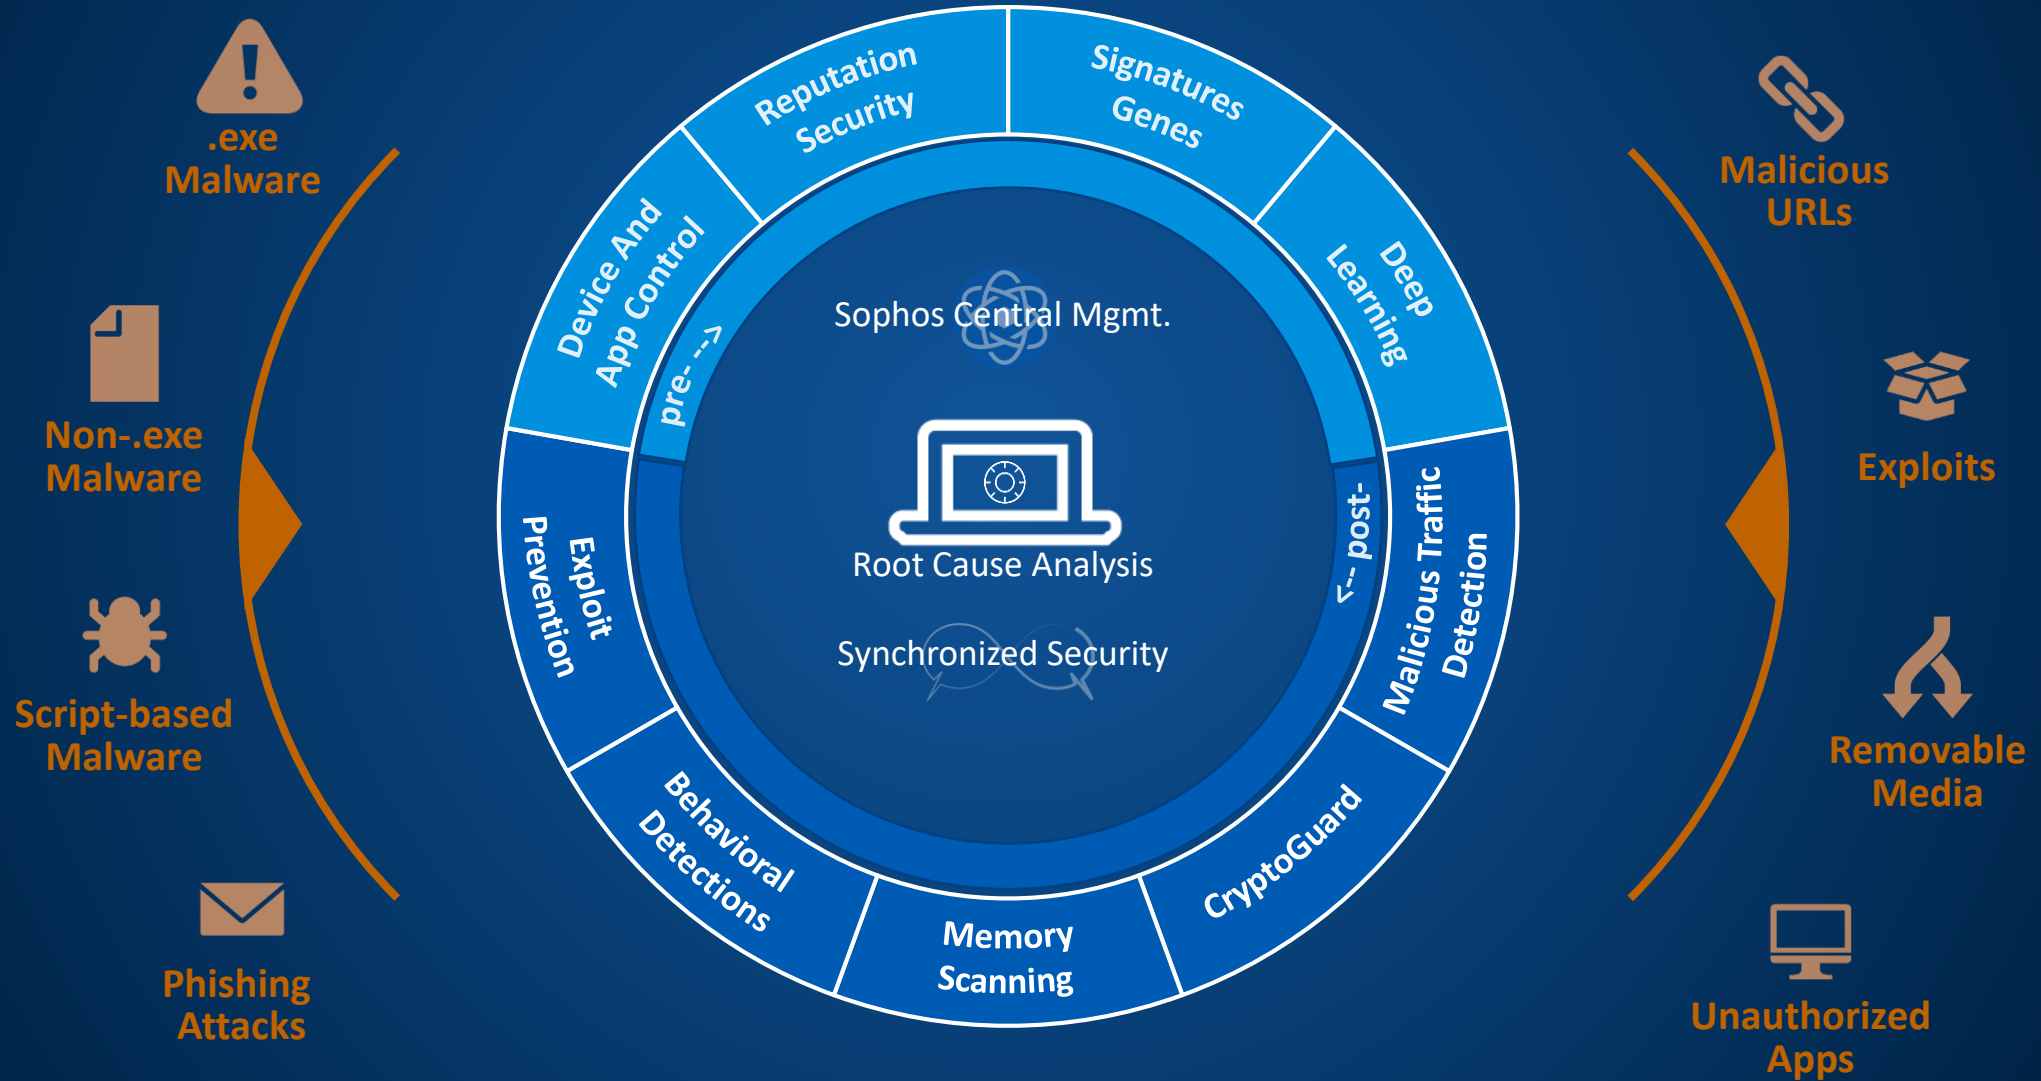 .exe
Malware
Non-.exe
Malware
Script-based
Malware
Phishing
Attacks
Device And
App Control
Reputation
Security
Signatures
Genes
Deep
Learning
Malicious Traffic
Detection
CryptoGuard
Memory
Scanning
Behavioral
Detections
Exploit
Prevention
pre- --->
<--- post-
Sophos Central Mgmt.
Root Cause Analysis
Synchronized Security
Malicious
URLs
Exploits
Removable
Media
Unauthorized
Apps